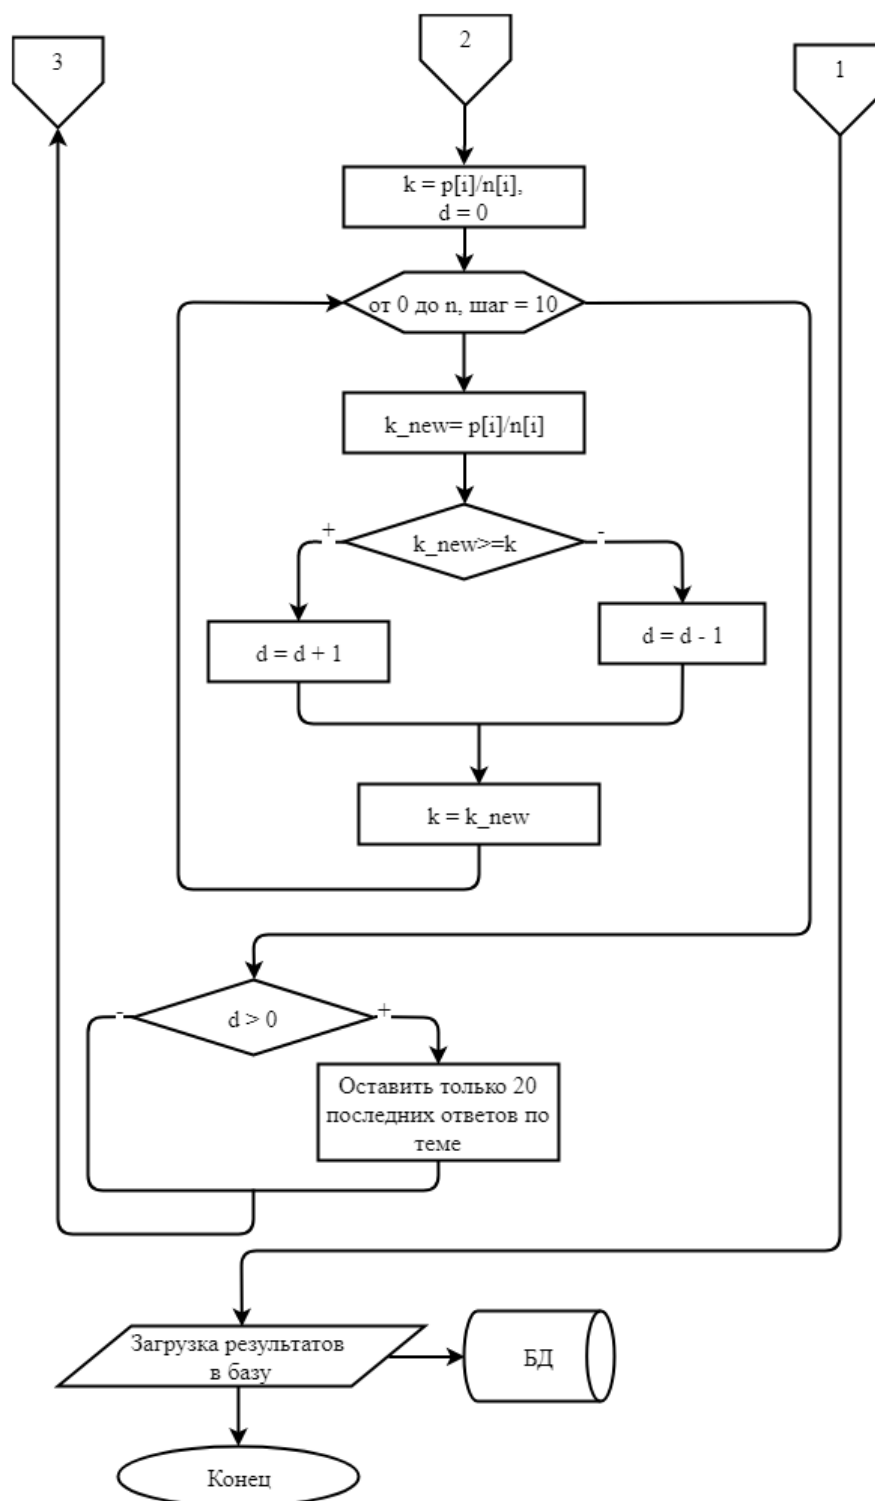 3
2
1
k = p[i]/n[i],
d = 0
от 0 до n, шаг = 10
k_new= p[i]/n[i]
+
k_new>=k
-
d = d + 1
d = d - 1
k = k_new
-
d > 0
+
Оставить только 20
последних ответов по
теме
Загрузка результатов
в базу
БД
Конец